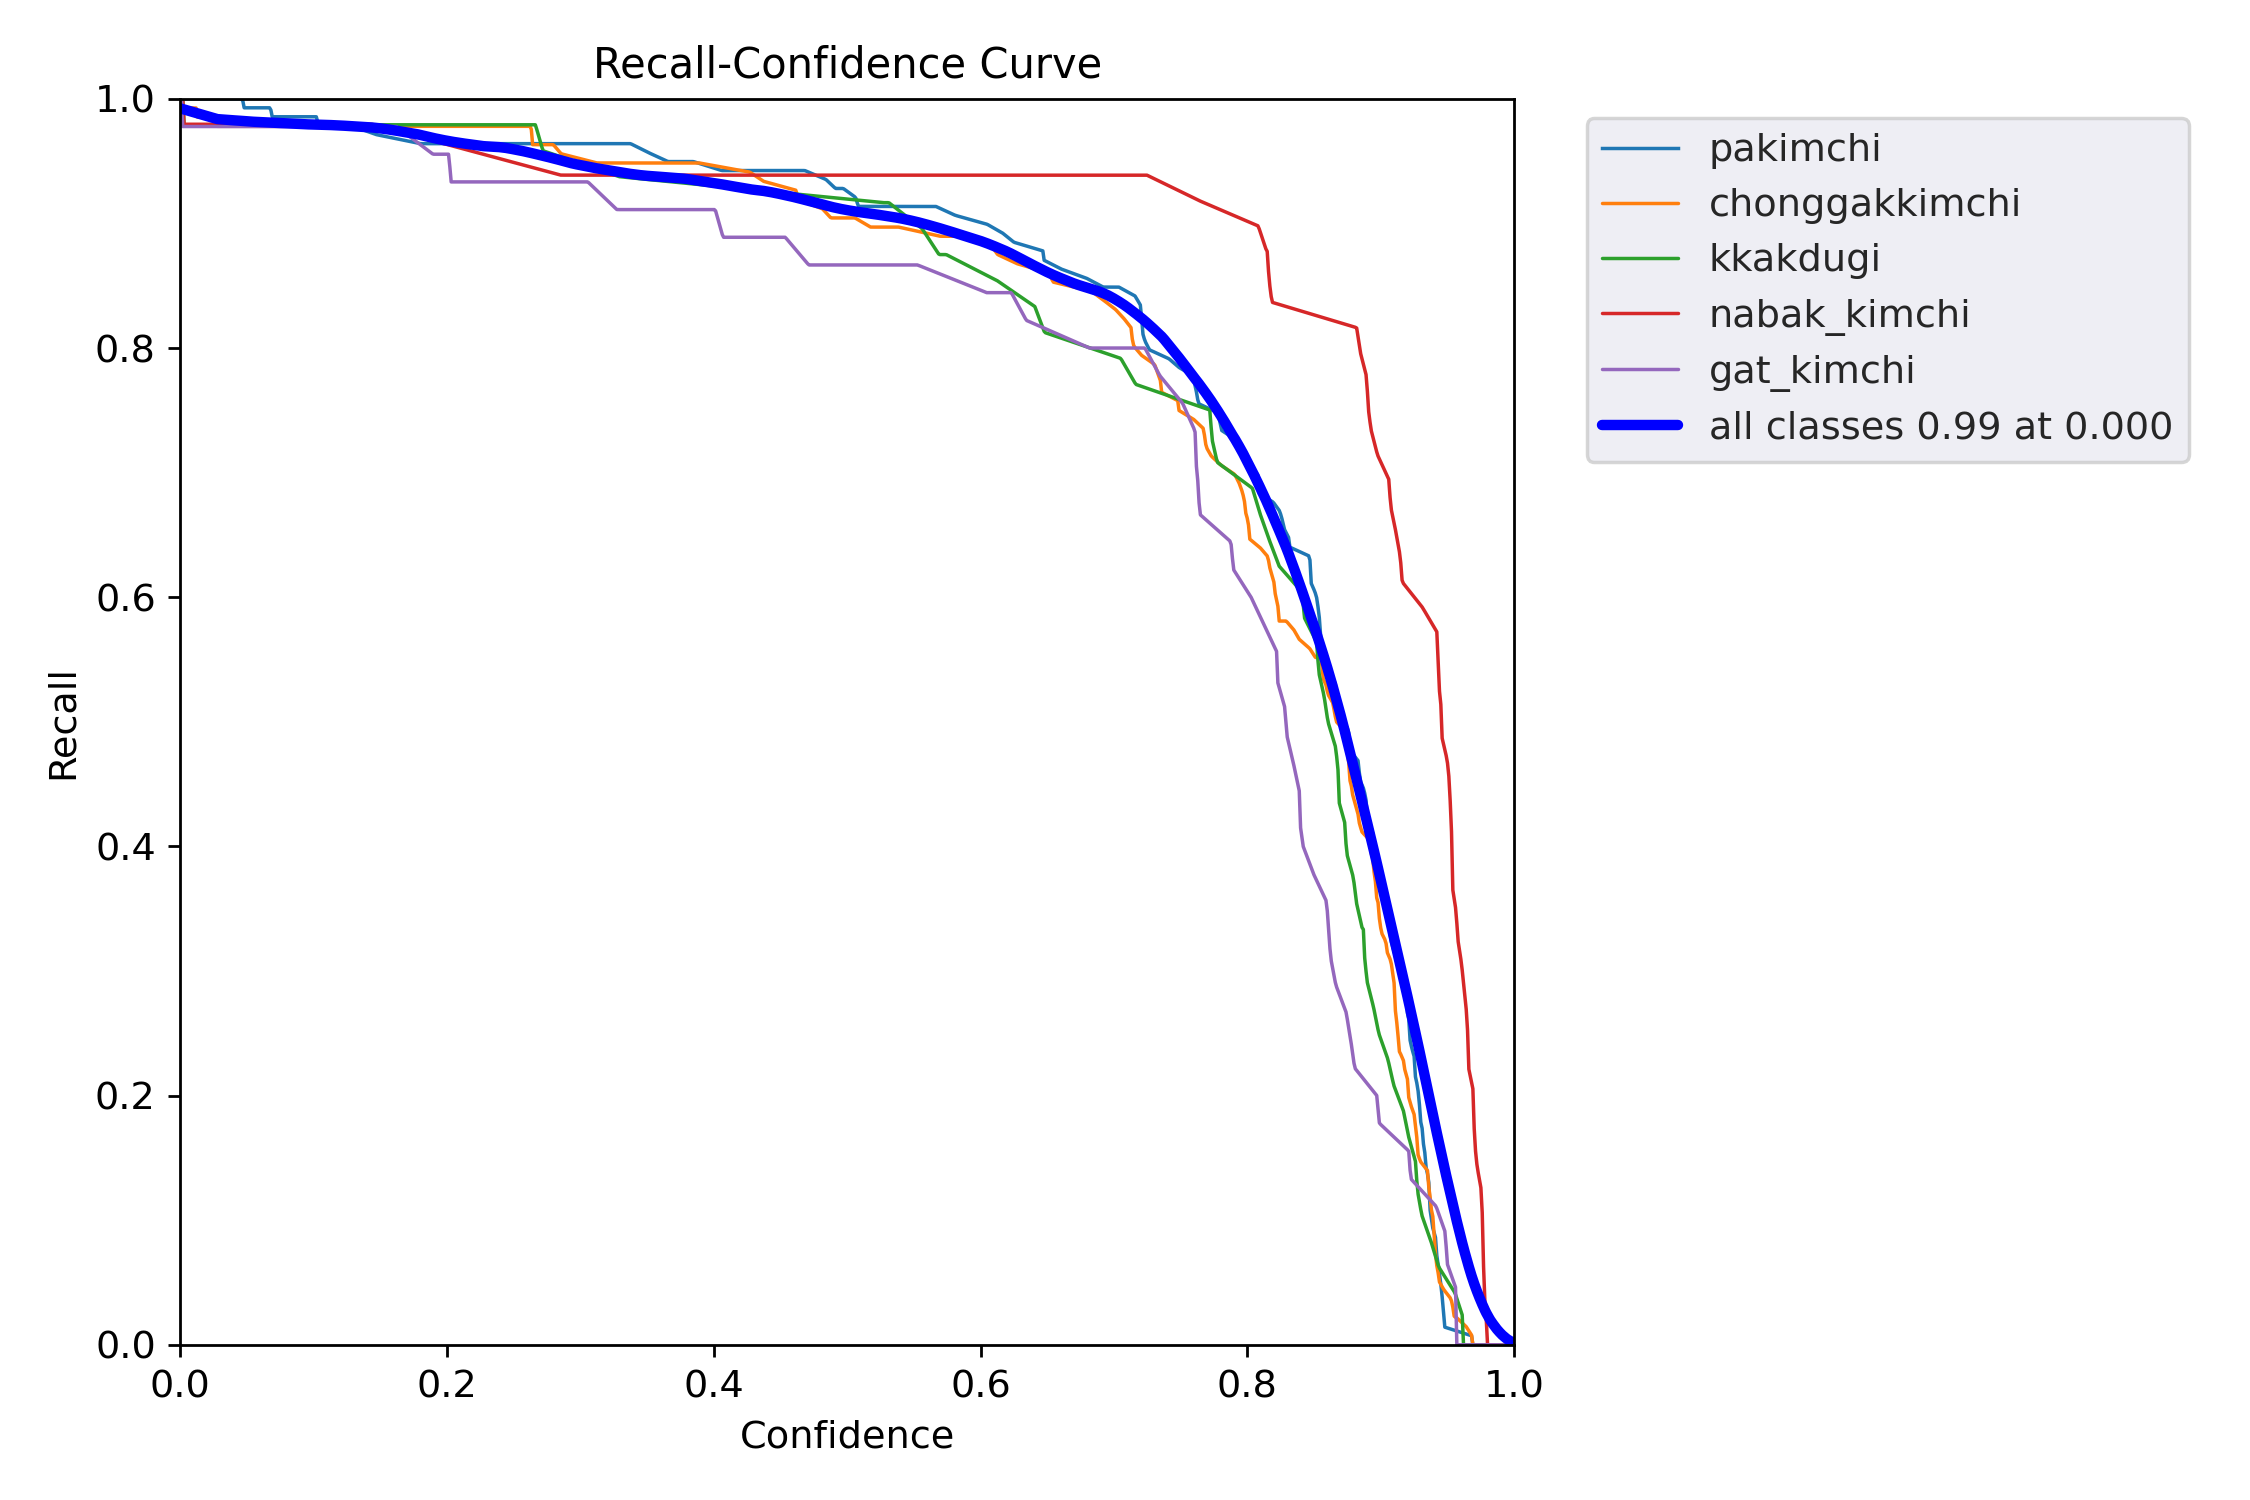 Recall-Confidence Curve
1.0
0.8
0.6
0.4
0.2
0.0
Recall
0.0 0.2 0.4 0.6 0.8 1.0
Confidence
pakimchi
chonggakkimchi
kkakdugi
nabak_kimchi
gat_kimchi
all classes 0.99 at 0.000